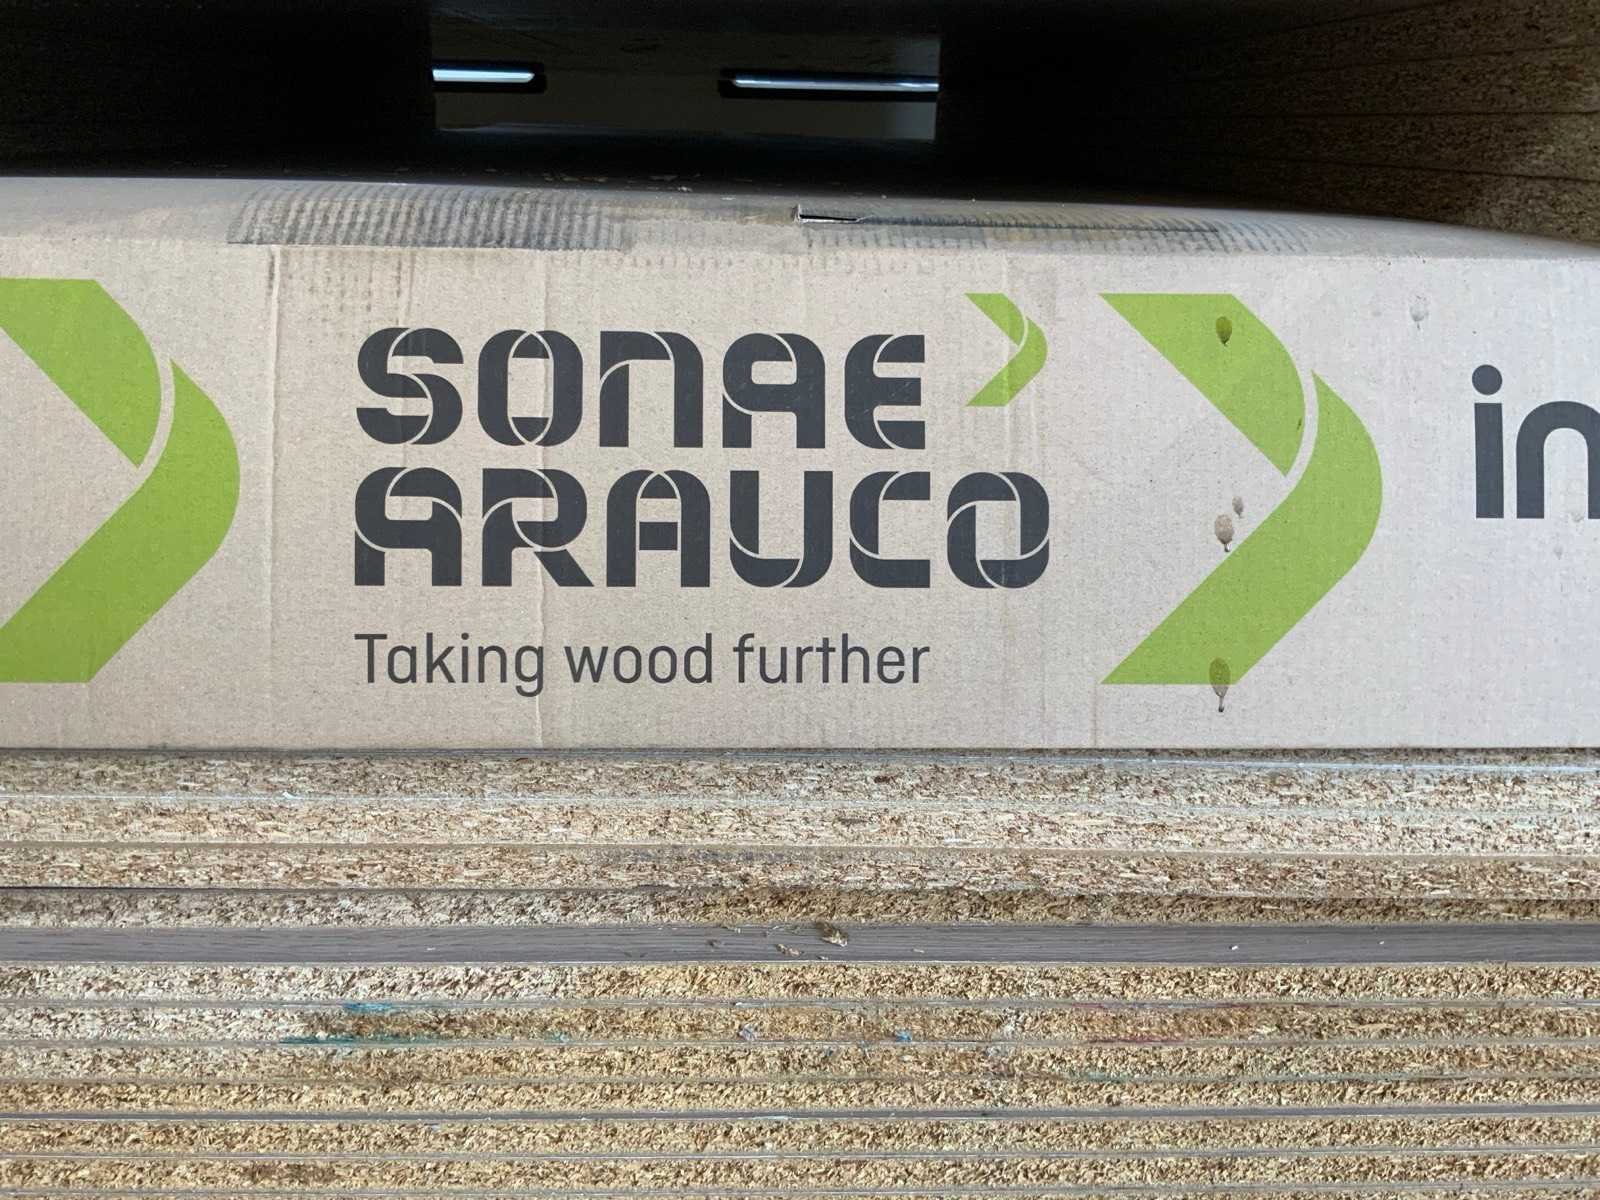 SONAE
ARAUCO
Taking wood further